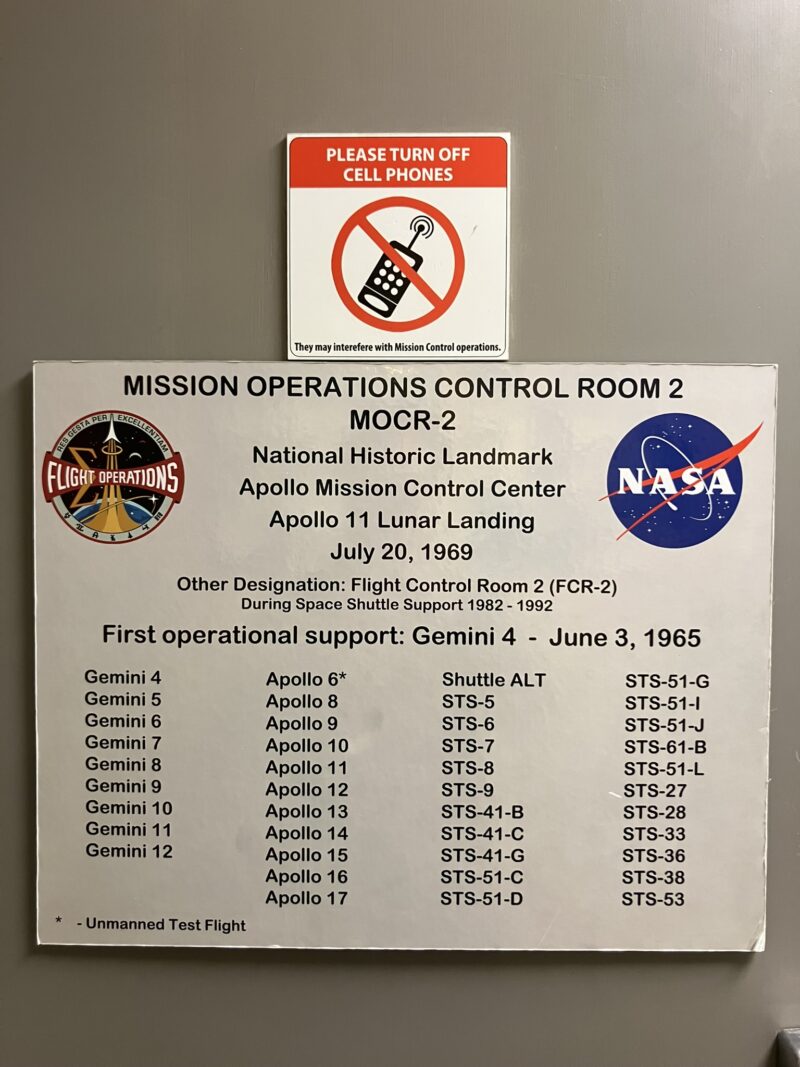 PLEASE TURN OFF
CELL PHONES
They may interefere with Mission Control operations.
MISSION OPERATIONS CONTROL ROOM 2
MOCR-2
RES GESTA PER EXCELLENTIAM
FLIGHT OPERATIONS
NASA
National Historic Landmark
Apollo Mission Control Center
Apollo 11 Lunar Landing
July 20, 1969
Other Designation: Flight Control Room 2 (FCR-2)
During Space Shuttle Support 1982 - 1992
First operational support: Gemini 4 - June 3, 1965
Gemini 4
Gemini 5
Gemini 6
Gemini 7
Gemini 8
Gemini 9
Gemini 10
Gemini 11
Gemini 12
Apollo 6*
Apollo 8
Apollo 9
Apollo 10
Apollo 11
Apollo 12
Apollo 13
Apollo 14
Apollo 15
Apollo 16
Apollo 17
Shuttle ALT
STS-5
STS-6
STS-7
STS-8
STS-9
STS-41-B
STS-41-C
STS-41-G
STS-51-C
STS-51-D
STS-51-G
STS-51-I
STS-51-J
STS-61-B
STS-51-L
STS-27
STS-28
STS-33
STS-36
STS-38
STS-53
* - Unmanned Test Flight